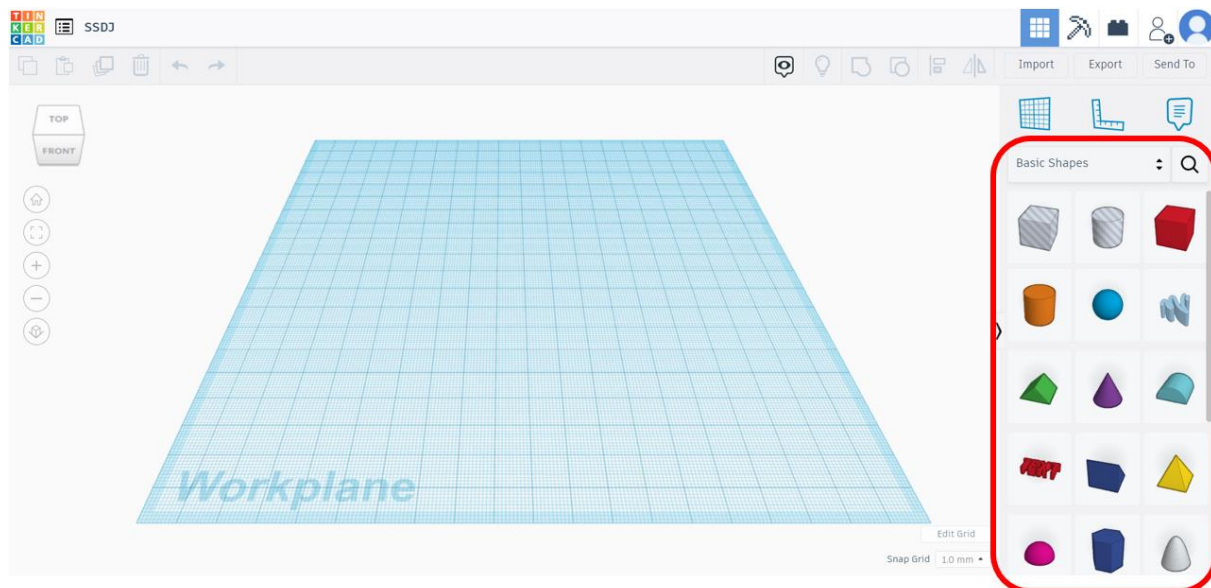 TIN
KER
CAD
SSDJ
Import Export Send To
TOP
FRONT
Basic Shapes
TEXT
Workplane
Edit Grid
Snap Grid 1.0 mm